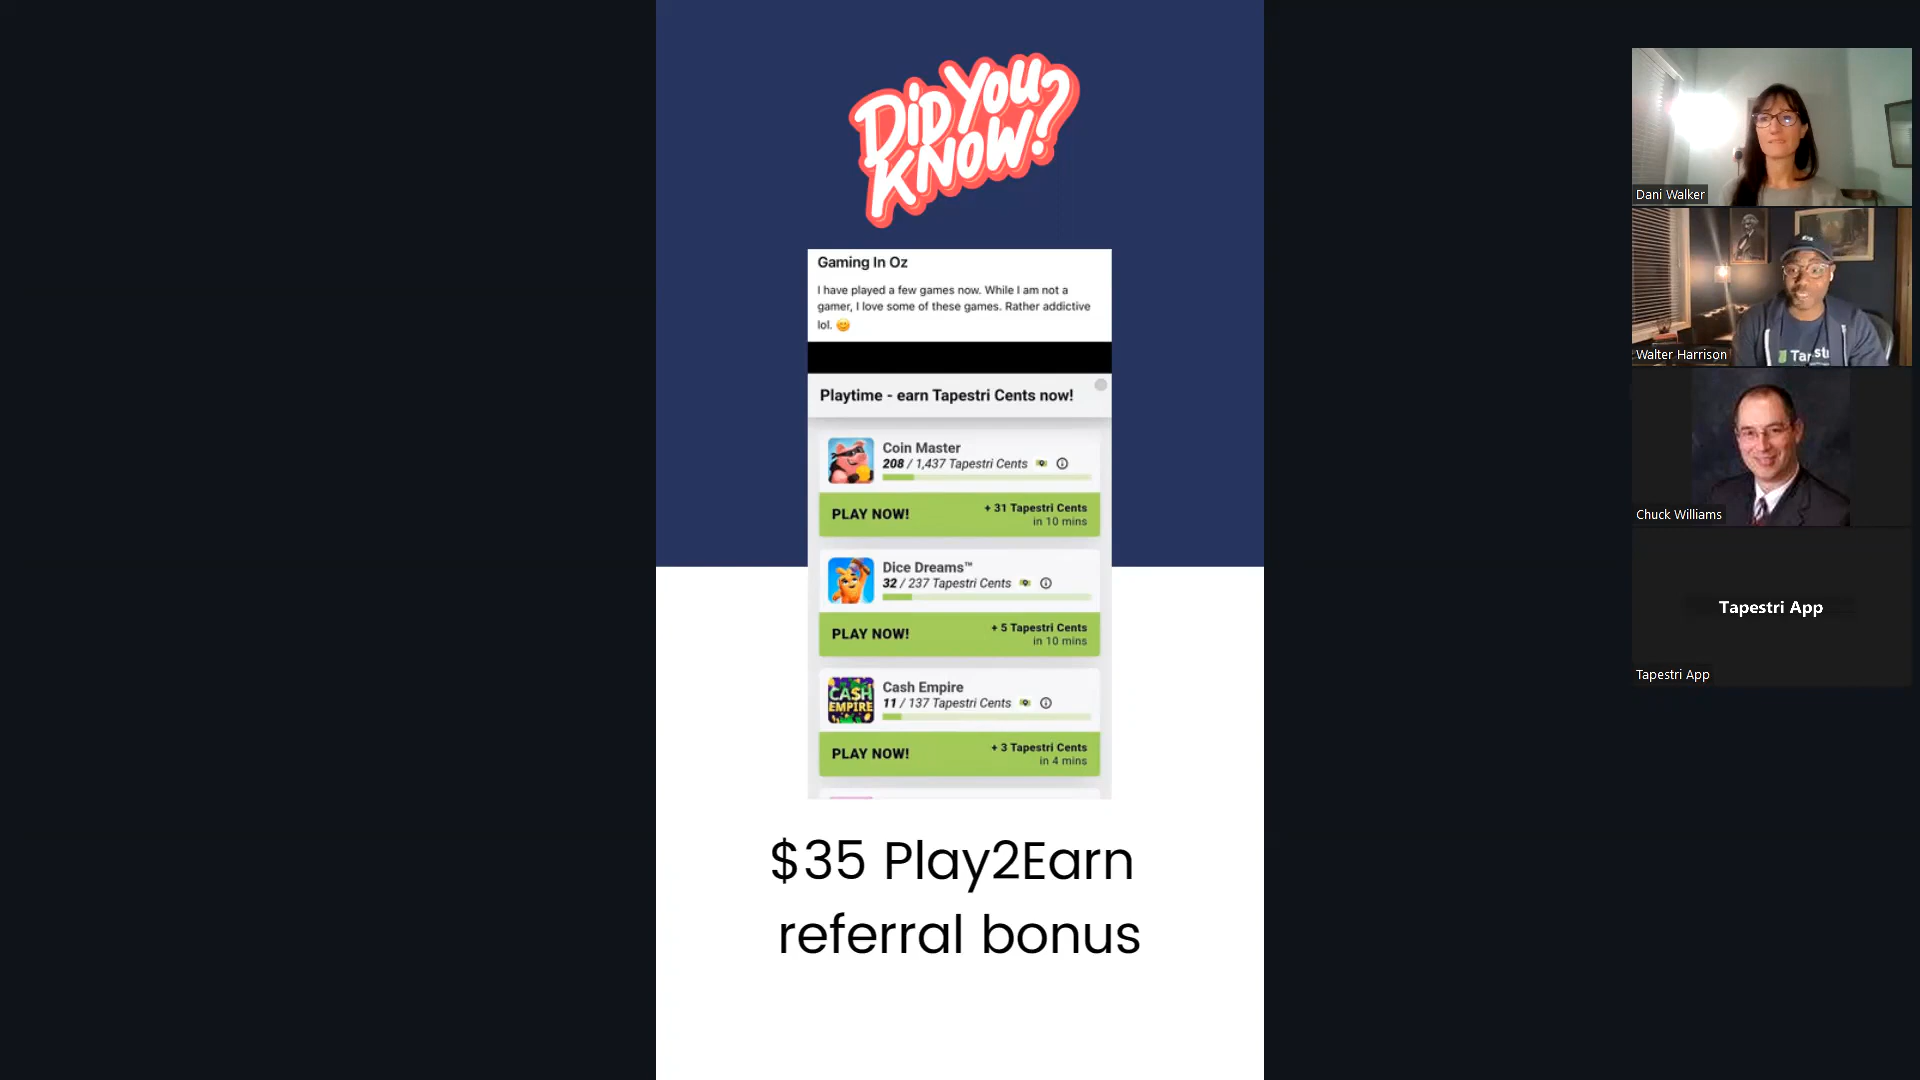 DiD YOU
KNOW?
Gaming In Oz
I have played a few games now. While I am not a
gamer, I love some of these games. Rather addictive
lol. 😊
Playtime - earn Tapestri Cents now!
Coin Master
208 / 1,437 Tapestri Cents
PLAY NOW!
+ 31 Tapestri Cents
in 10 mins
Dice Dreams™
32 / 237 Tapestri Cents
PLAY NOW!
+ 5 Tapestri Cents
in 10 mins
CASH
EMPIRE
Cash Empire
11 / 137 Tapestri Cents
PLAY NOW!
+ 3 Tapestri Cents
in 4 mins
$35 Play2Earn
referral bonus
Dani Walker
Walter Harrison
Chuck Williams
Tapestri App
Tapestri App